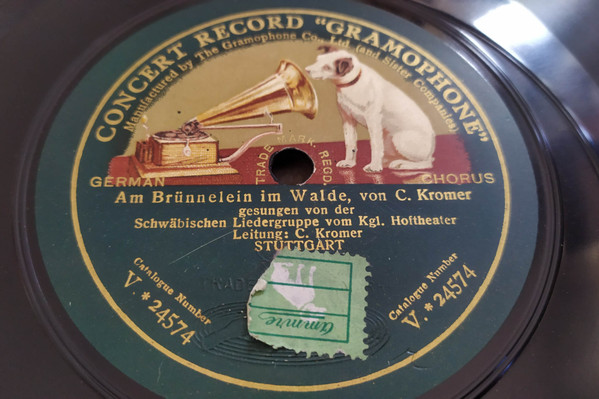 CONCERT RECORD "GRAMOPHONE"
Manufactured by The Gramophone Co., Ltd. (and Sister Companies).
TRADE MARK REGD.
GERMAN CHORUS
Am Brünnelein im Walde, von C. Kromer
gesungen von der
Schwäbischen Liedergruppe vom Kgl. Hoftheater
Leitung: C. Kromer
STUTTGART
Catalogue Number
V. * 24574
Catalogue Number
V. * 24574